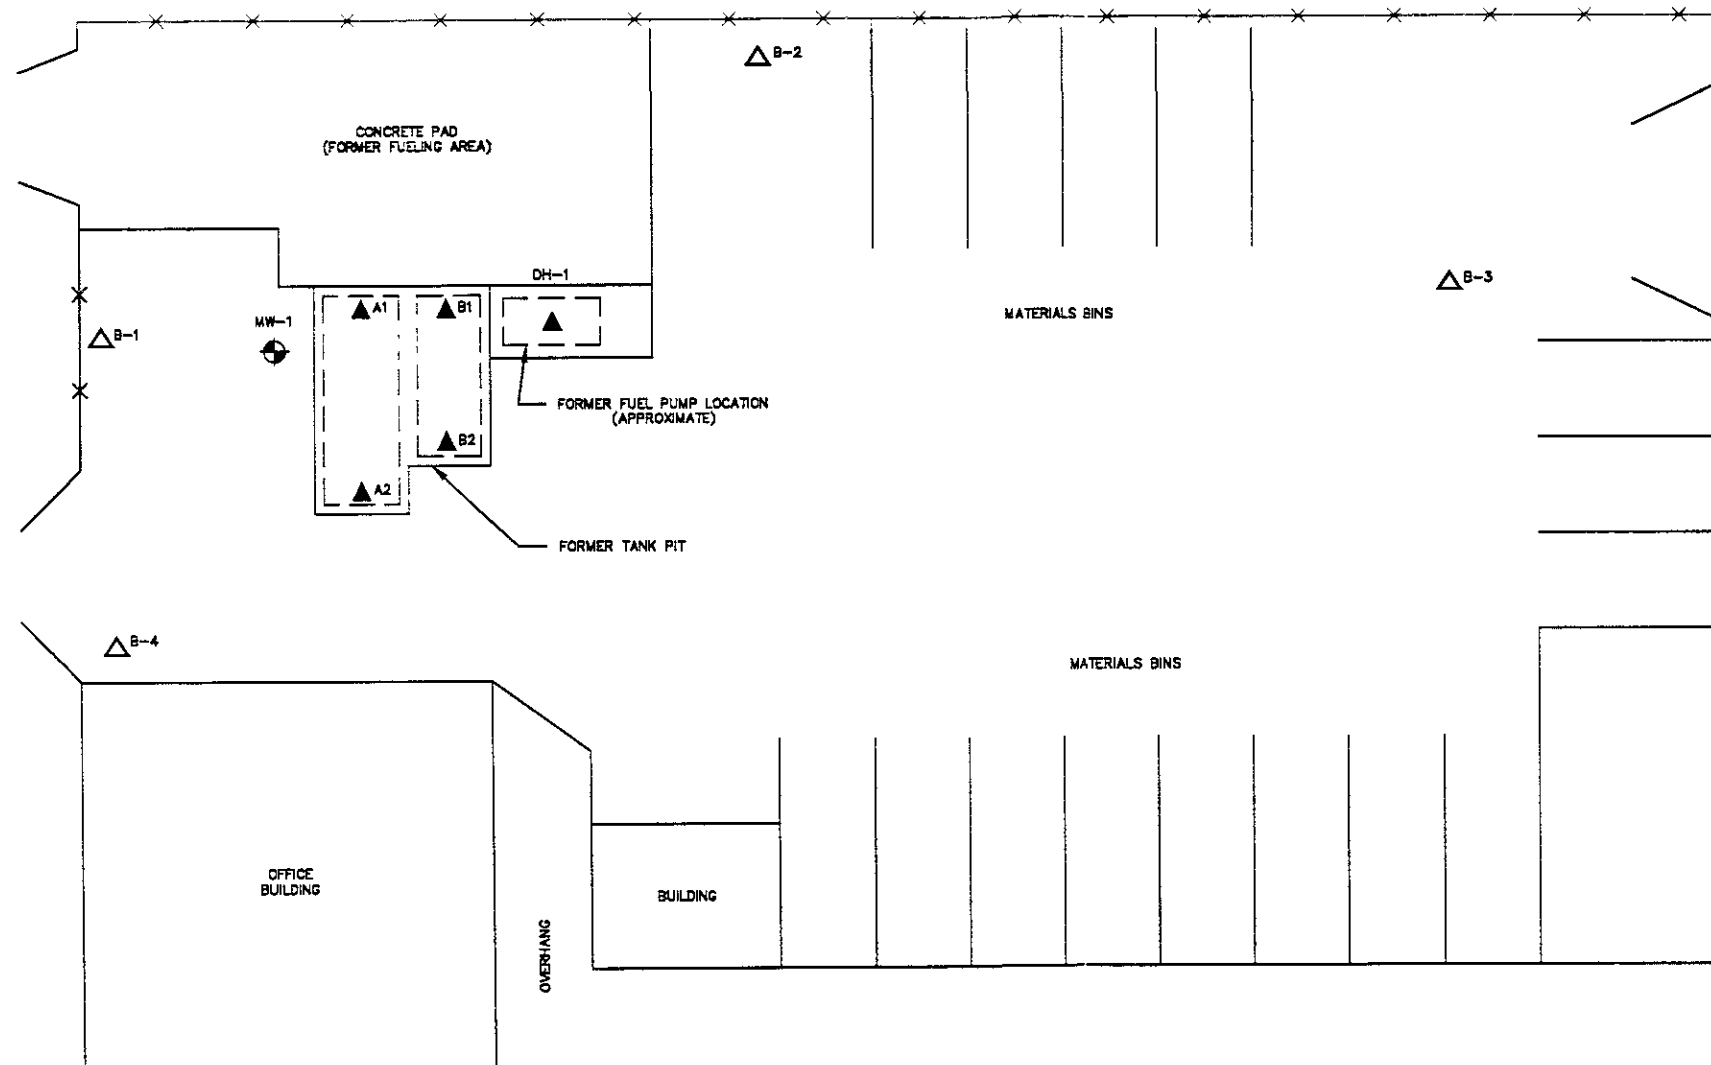 B-2
CONCRETE PAD
(FORMER FUELING AREA)
DH-1
B-3
A1
B1
MATERIALS BINS
MW-1
B-1
FORMER FUEL PUMP LOCATION
(APPROXIMATE)
B2
A2
FORMER TANK PIT
B-4
MATERIALS BINS
OFFICE
BUILDING
BUILDING
OVERHANG